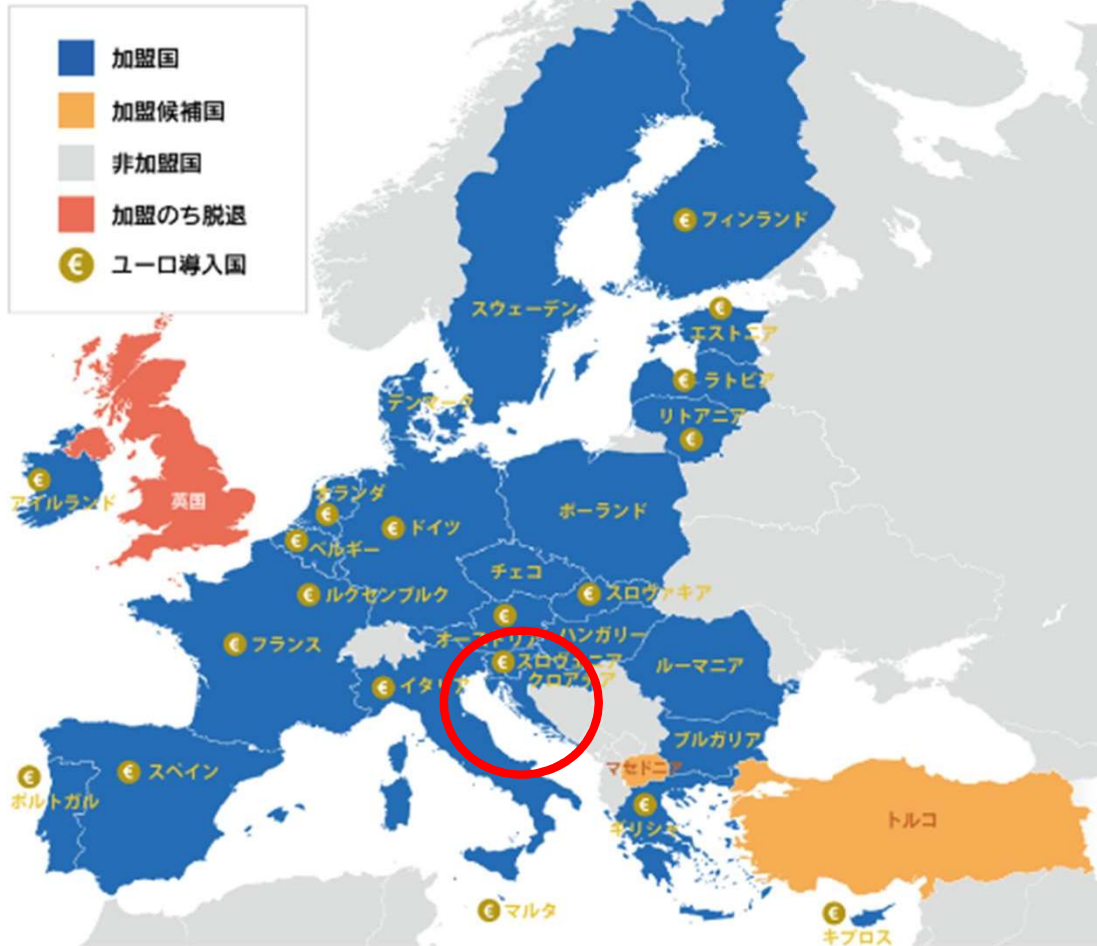 加盟国
加盟候補国
非加盟国
加盟のち脱退
€ ユーロ導入国
€ フィンランド
スウェーデン
€
エストニア
€ ラトビア
リトアニア
€
デンマーク
€
アイルランド
英国
オランダ
€
€ ベルギー
€ ドイツ
ポーランド
チェコ
€ ルクセンブルク
€ スロヴァキア
€
オーストリア
ハンガリー
€ フランス
€ スロヴェニア
クロアチア
ルーマニア
€ イタリア
ブルガリア
マセドニア
€ スペイン
€
ポルトガル
€
ギリシャ
トルコ
€ マルタ
€
キプロス